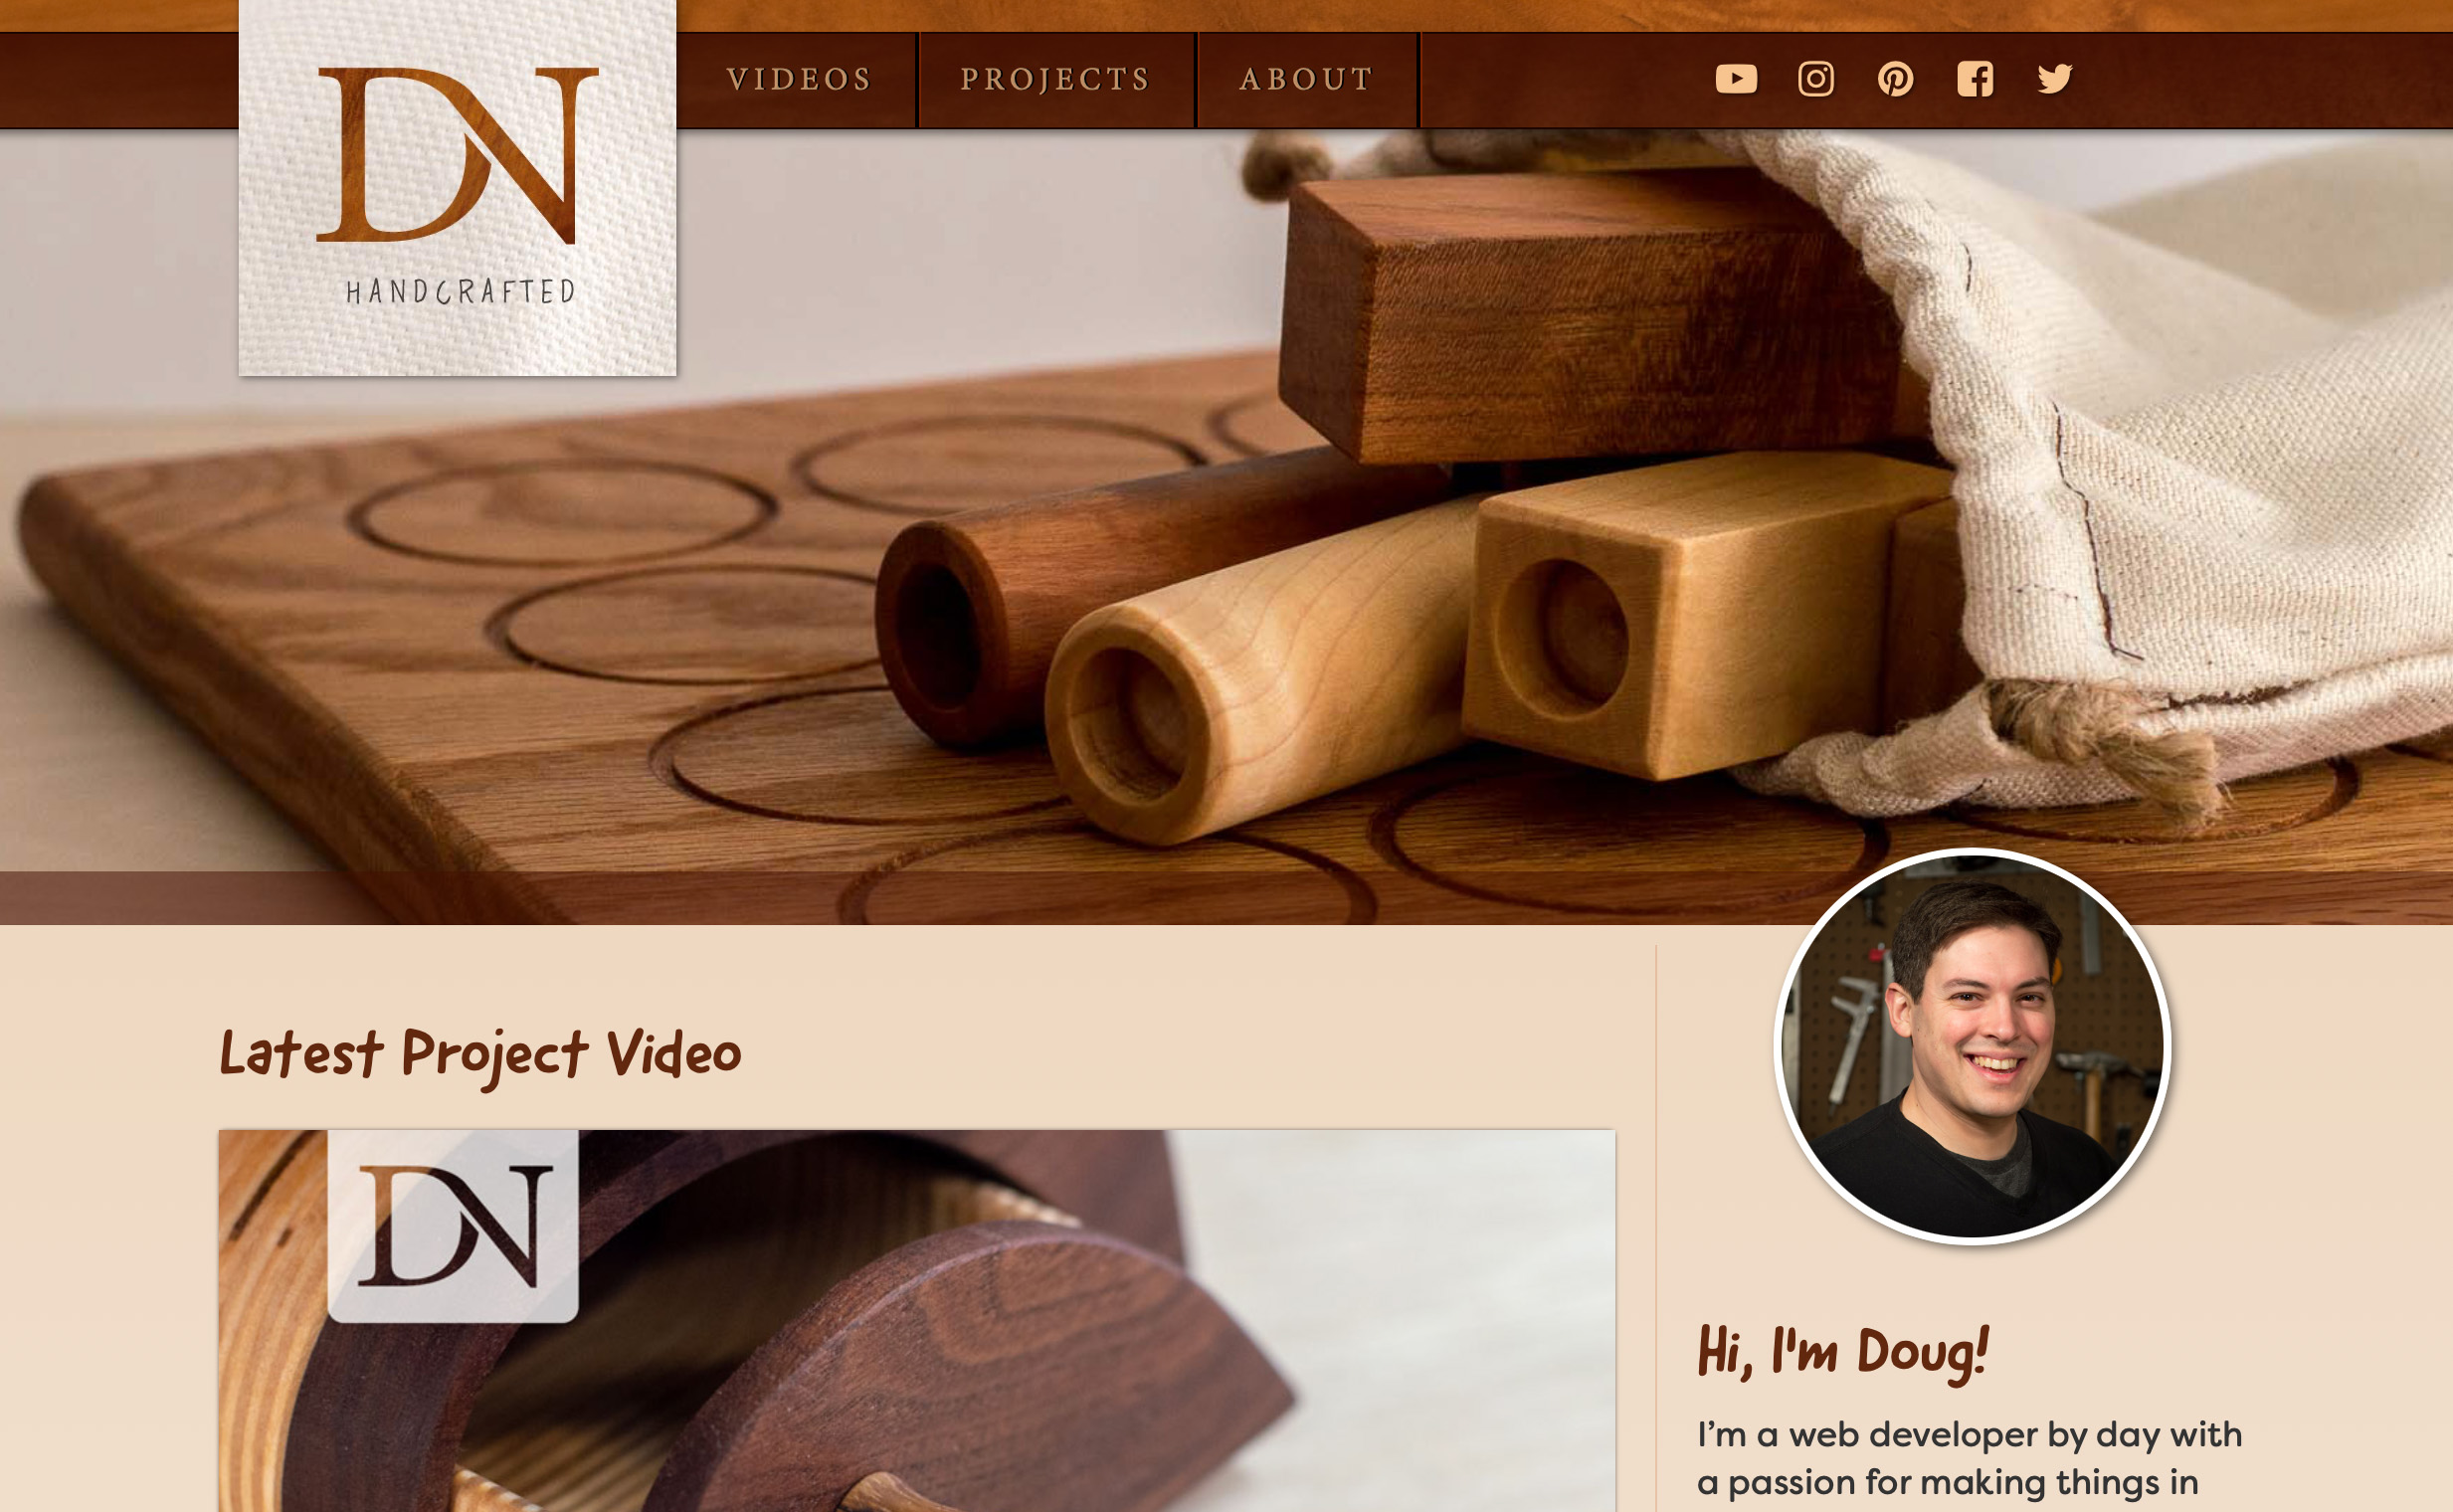 DN
HANDCRAFTED
VIDEOS
PROJECTS
ABOUT
Latest Project Video
DN
Hi, I'm Doug!
I’m a web developer by day with
a passion for making things in